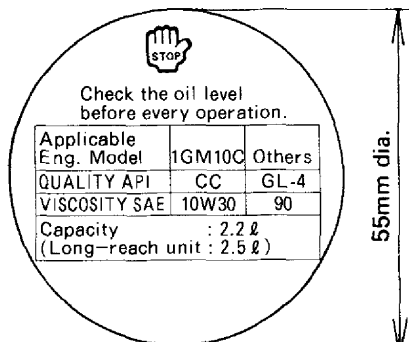 STOP
Check the oil level
before every operation.
Applicable
Eng. Model 1GM10C Others
QUALITY API CC GL-4
VISCOSITY SAE 10W30 90
Capacity : 2.2 ℓ
(Long-reach unit : 2.5 ℓ)
55mm dia.